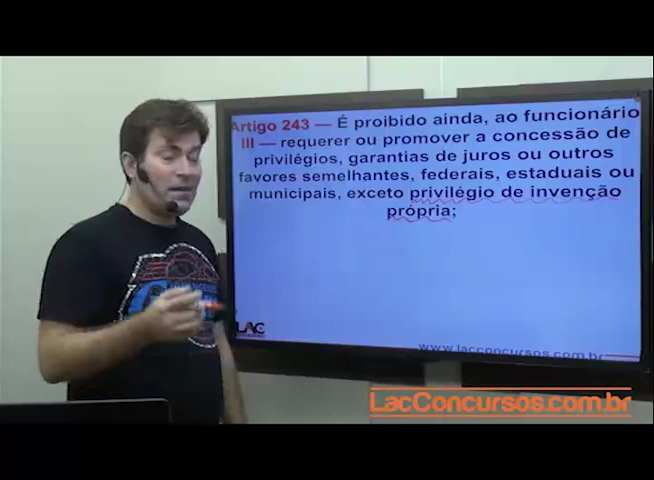 Artigo 243 — É proibido ainda, ao funcionário
III — requerer ou promover a concessão de
privilégios, garantias de juros ou outros
favores semelhantes, federais, estaduais ou
municipais, exceto privilégio de invenção
própria;
LAC
www.lacconcursos.com.br
LacConcursos.com.br